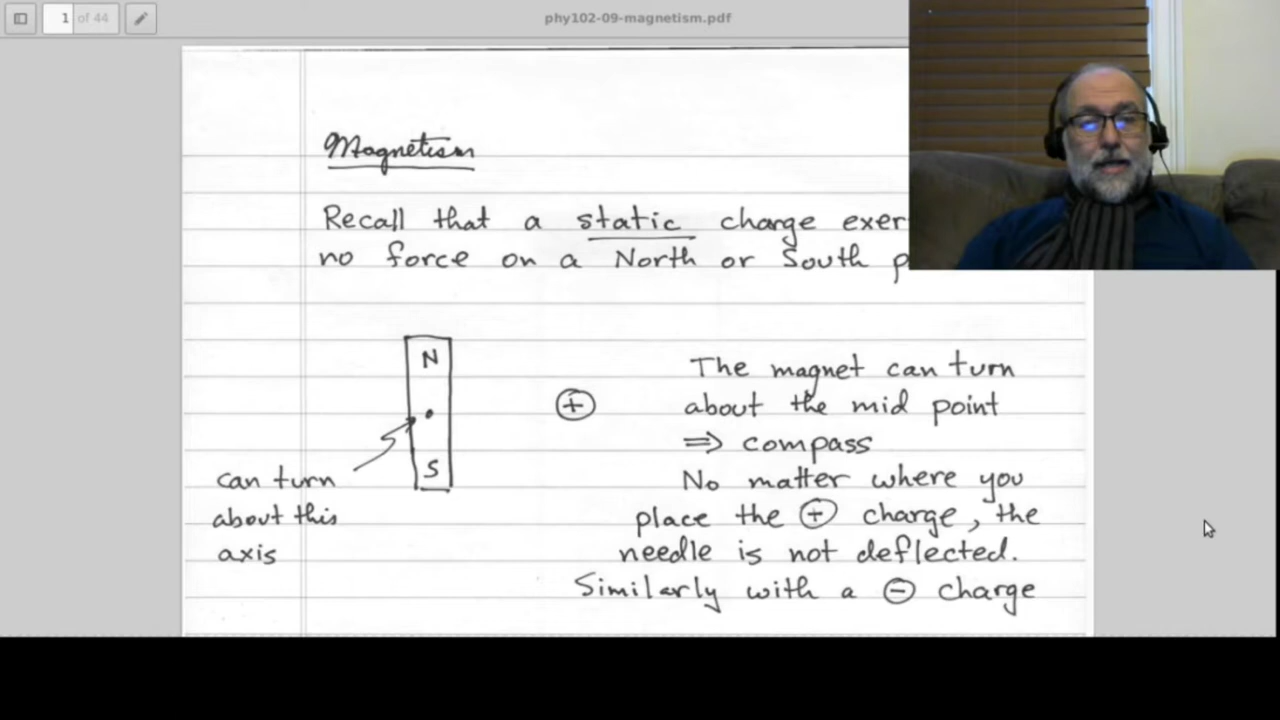 1 of 44
phy102-09-magnetism.pdf
Magnetism
Recall that a static charge exer
no force on a North or South p
N
S
+
can turn
about this
axis
The magnet can turn
about the mid point
⇒ compass
No matter where you
place the ⊕ charge, the
needle is not deflected.
Similarly with a ⊖ charge